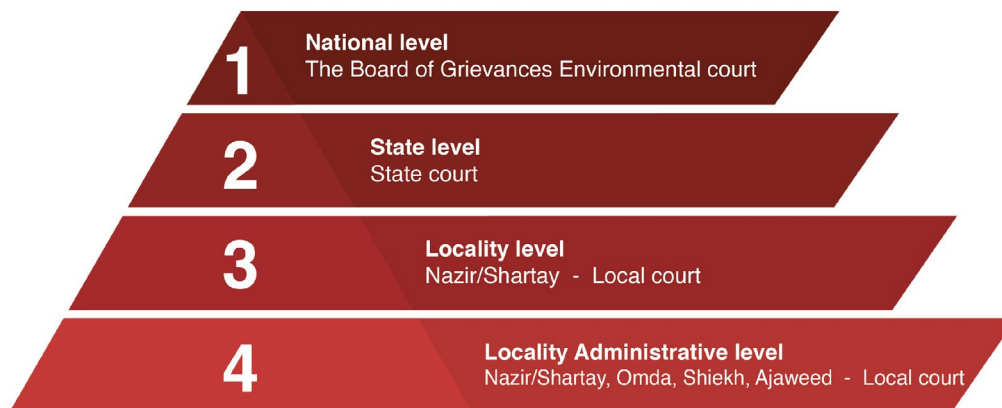 1
National level
The Board of Grievances Environmental court
2
State level
State court
3
Locality level
Nazir/Shartay - Local court
4
Locality Administrative level
Nazir/Shartay, Omda, Shiekh, Ajaweed - Local court